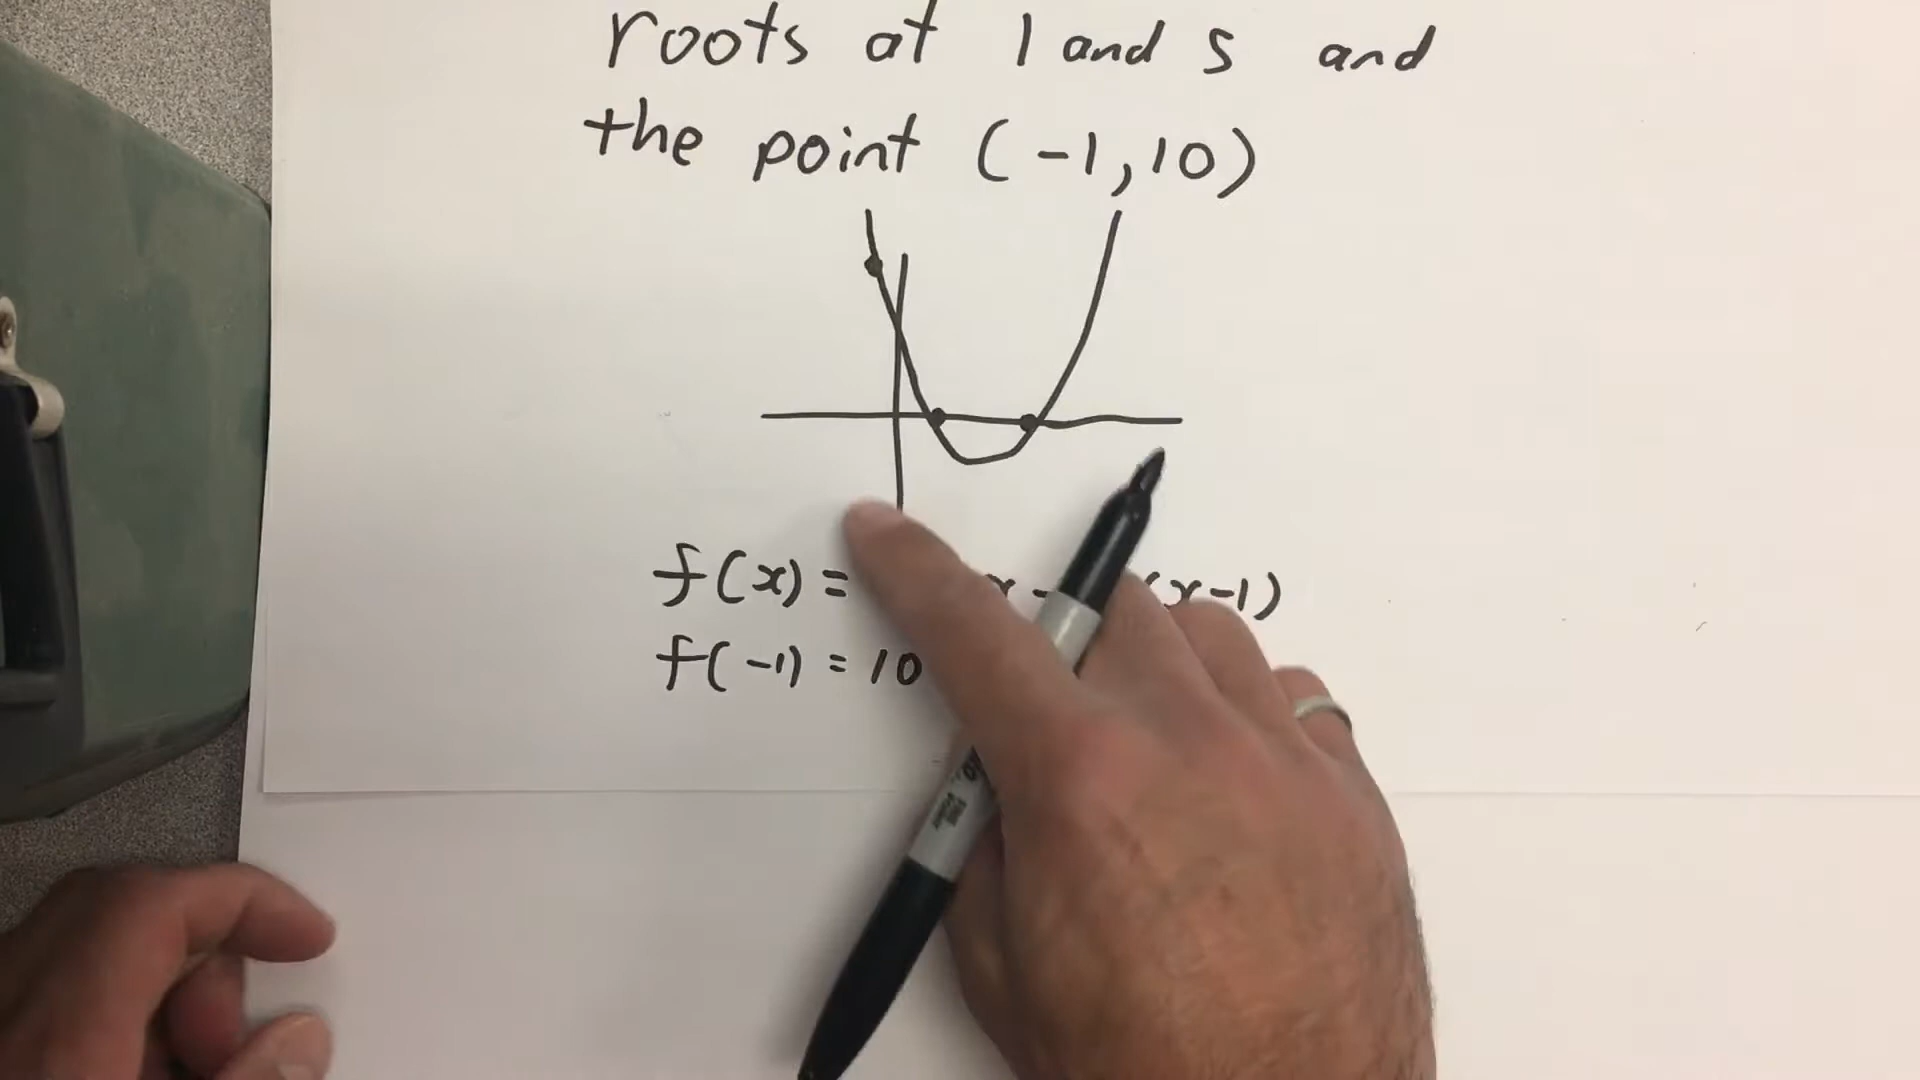 roots at 1 and 5 and
the point (-1,10)
f(x)= x- (x-1)
f(-1) = 10